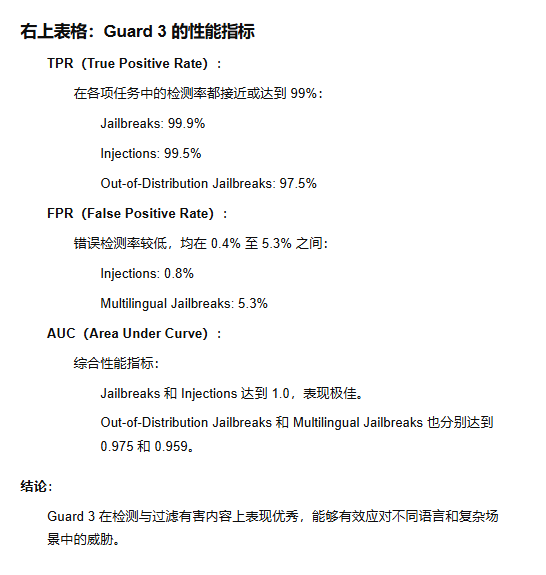 右上表格：Guard 3 的性能指标
TPR（True Positive Rate）:
在各项任务中的检测率都接近或达到 99%：
Jailbreaks: 99.9%
Injections: 99.5%
Out-of-Distribution Jailbreaks: 97.5%
FPR（False Positive Rate）:
错误检测率较低，均在 0.4% 至 5.3% 之间：
Injections: 0.8%
Multilingual Jailbreaks: 5.3%
AUC（Area Under Curve）:
综合性能指标：
Jailbreaks 和 Injections 达到 1.0，表现极佳。
Out-of-Distribution Jailbreaks 和 Multilingual Jailbreaks 也分别达到
0.975 和 0.959。
结论：
Guard 3 在检测与过滤有害内容上表现优秀，能够有效应对不同语言和复杂场
景中的威胁。